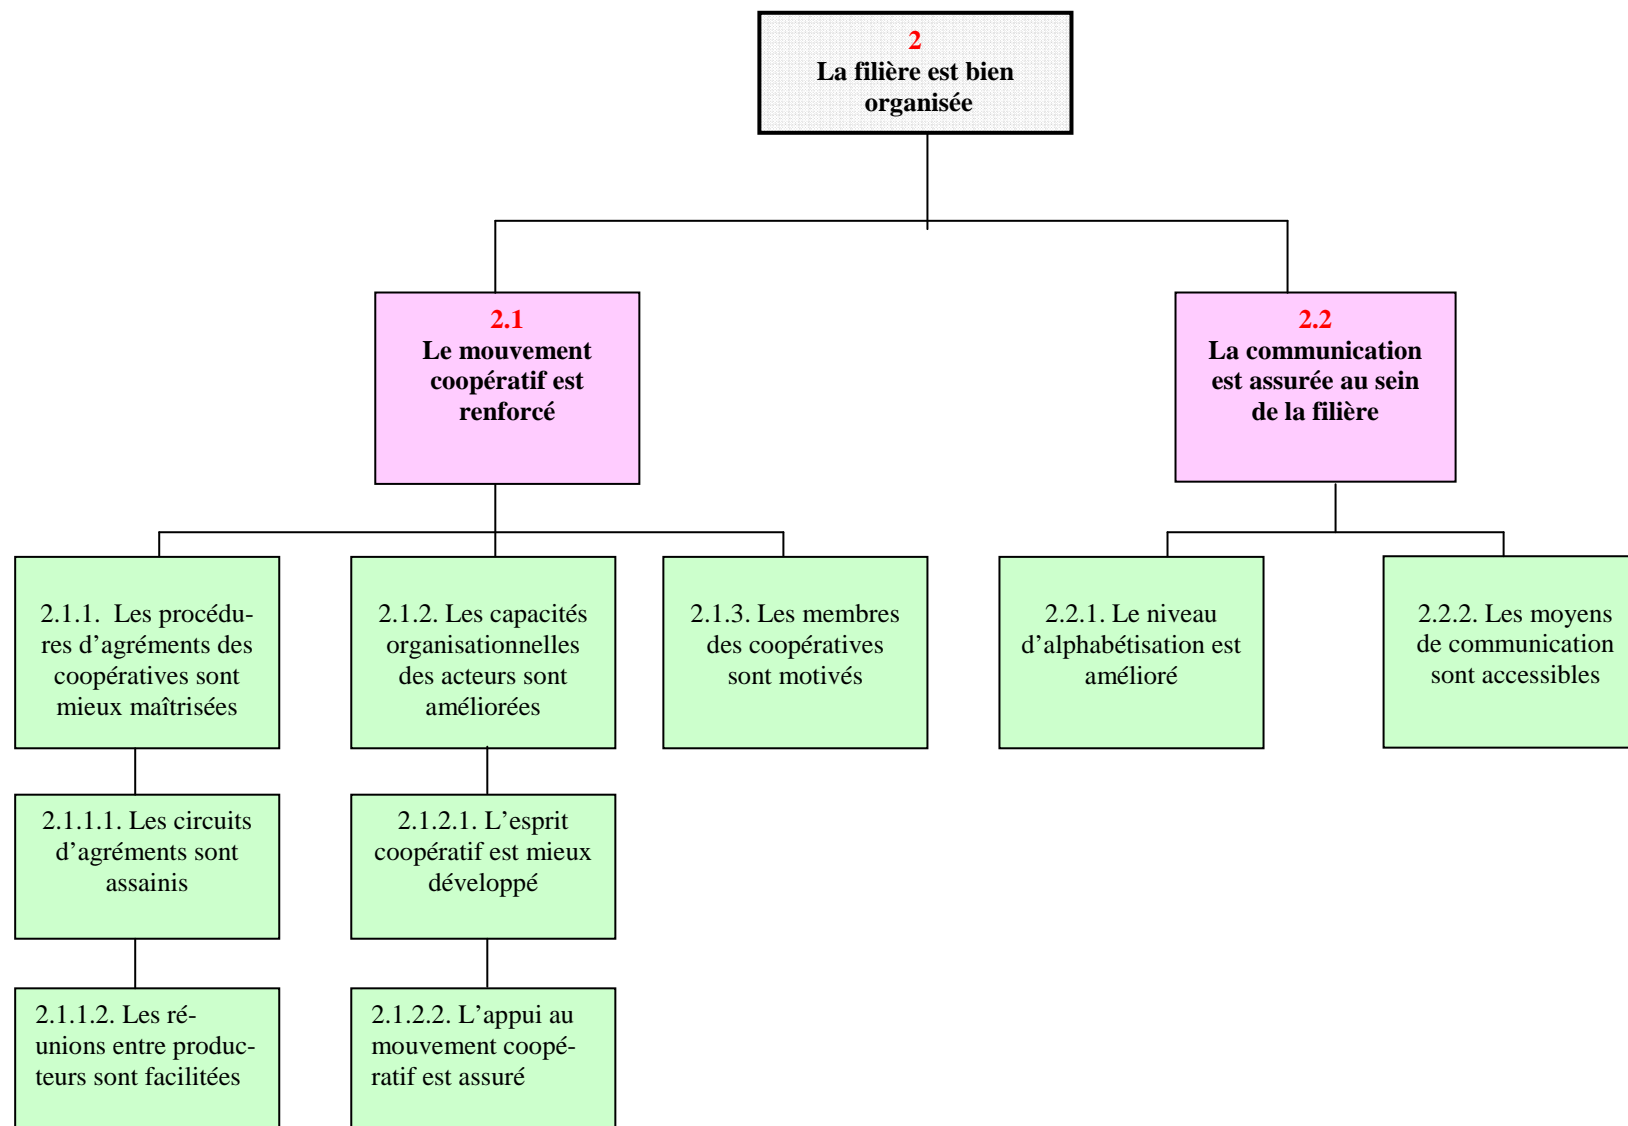 2
La filière est bien
organisée
2.1
Le mouvement
coopératif est
renforcé
2.2
La communication
est assurée au sein
de la filière
2.1.1.  Les procédu-
res d’agréments des
coopératives sont
mieux maîtrisées
2.1.2. Les capacités
organisationnelles
des acteurs sont
améliorées
2.1.3. Les membres
des coopératives
sont motivés
2.2.1. Le niveau
d’alphabétisation est
amélioré
2.2.2. Les moyens
de communication
sont accessibles
2.1.1.1. Les circuits
d’agréments sont
assainis
2.1.2.1. L’esprit
coopératif est mieux
développé
2.1.1.2. Les ré-
unions entre produc-
teurs sont facilitées
2.1.2.2. L’appui au
mouvement coopé-
ratif est assuré